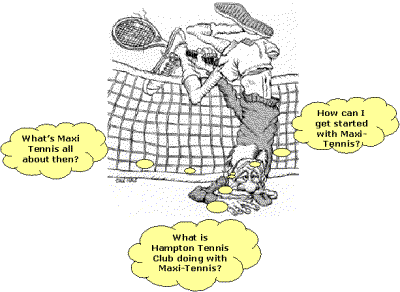 What's Maxi
Tennis all
about then?
How can I
get started
with Maxi-
Tennis?
What is
Hampton Tennis
Club doing with
Maxi-Tennis?